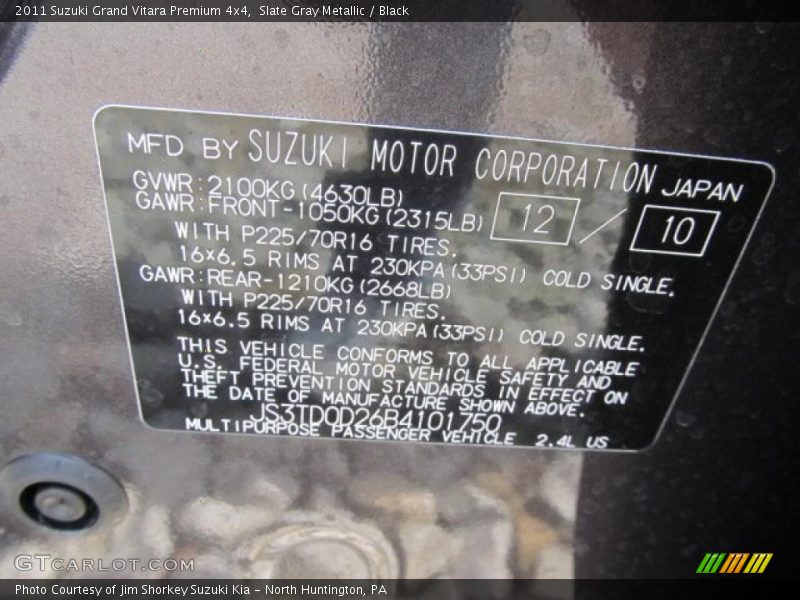 2011 Suzuki Grand Vitara Premium 4x4, Slate Gray Metallic / Black
MFD BY SUZUKI MOTOR CORPORATION JAPAN
GVWR:2100KG(4630LB)
GAWR:FRONT-1050KG(2315LB) 12 / 10
WITH P225/70R16 TIRES.
16×6.5 RIMS AT 230KPA(33PSI) COLD SINGLE.
GAWR:REAR-1210KG(2668LB)
WITH P225/70R16 TIRES.
16×6.5 RIMS AT 230KPA(33PSI) COLD SINGLE.
THIS VEHICLE CONFORMS TO ALL APPLICABLE
U.S. FEDERAL MOTOR VEHICLE SAFETY AND
THEFT PREVENTION STANDARDS IN EFFECT ON
THE DATE OF MANUFACTURE SHOWN ABOVE.
JS3TD0D26B4101750
MULTIPURPOSE PASSENGER VEHICLE 2.4L US
GTCARLOT.COM
Photo Courtesy of Jim Shorkey Suzuki Kia - North Huntington, PA